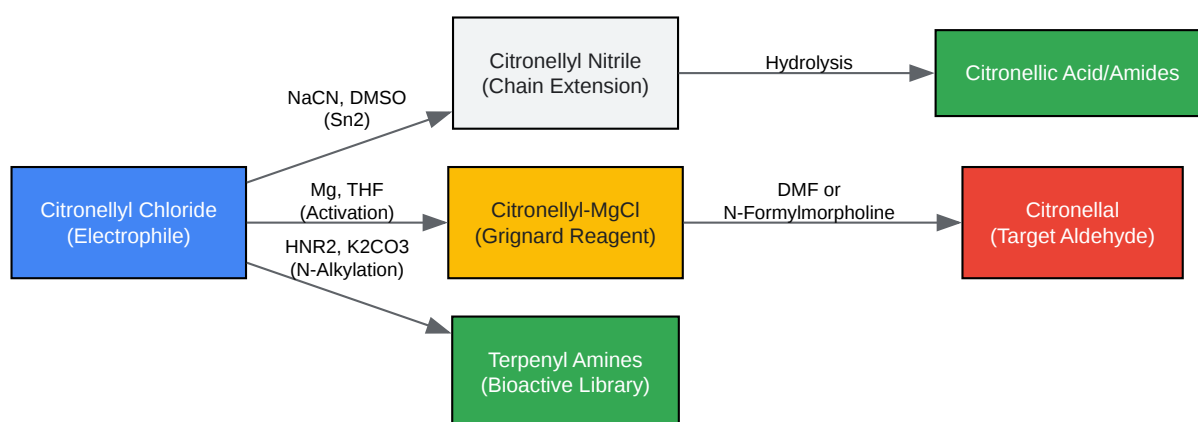 Citronellyl Nitrile
(Chain Extension)
Hydrolysis
Citronellic Acid/Amides
NaCN, DMSO
(Sn2)
Citronellyl Chloride
(Electrophile)
Mg, THF
(Activation)
Citronellyl-MgCl
(Grignard Reagent)
DMF or
N-Formylmorpholine
Citronellal
(Target Aldehyde)
HNR2, K2CO3
(N-Alkylation)
Terpenyl Amines
(Bioactive Library)